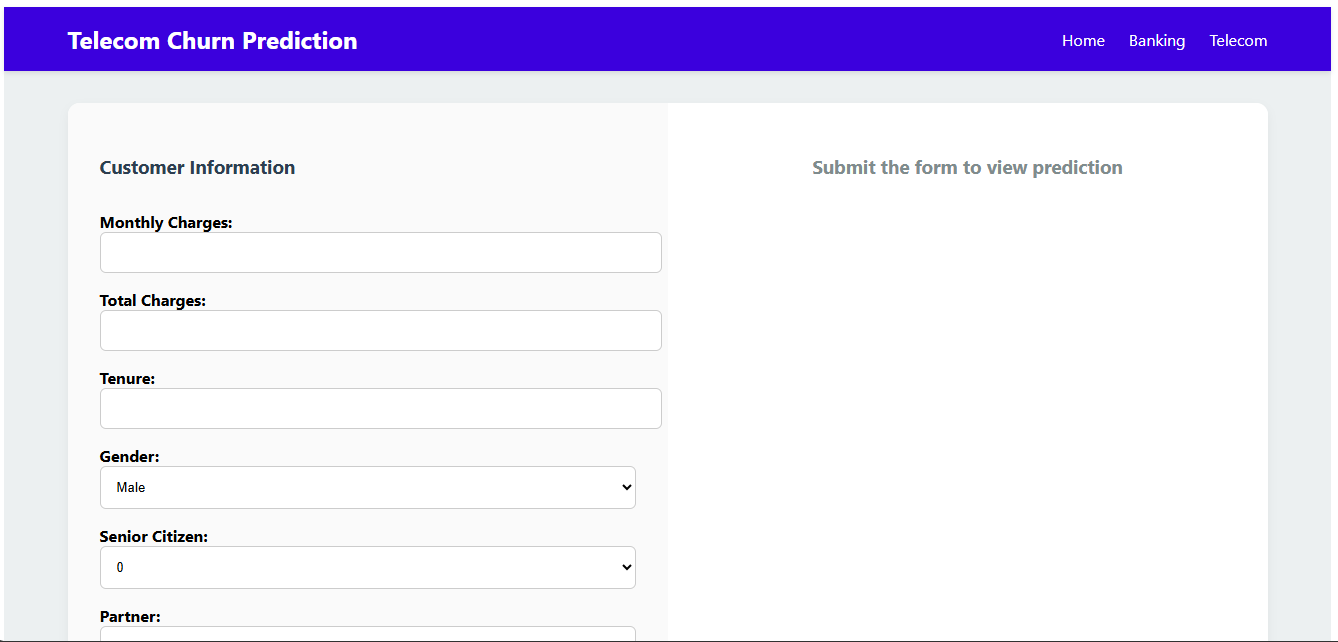 Telecom Churn Prediction
Home Banking Telecom
Customer Information
Submit the form to view prediction
Monthly Charges:
Total Charges:
Tenure:
Gender:
Male
Senior Citizen:
0
Partner: